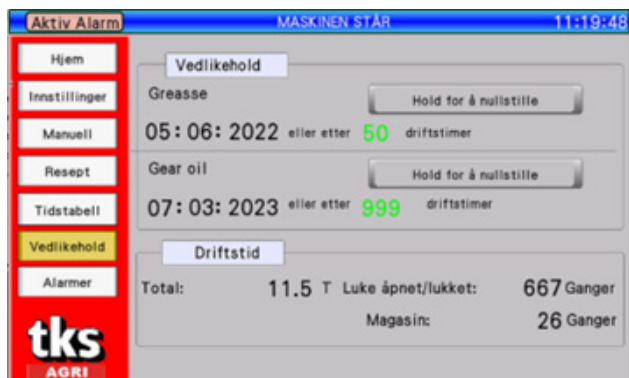 Aktiv Alarm MASKINEN STÅR 11:19:48
Hjem
Innstillinger
Manuell
Resept
Tidstabell
Vedlikehold
Alarmer
tks
AGRI
Vedlikehold
Greasse Hold for å nullstille
05:06:2022 eller etter 50 driftstimer
Gear oil Hold for å nullstille
07:03:2023 eller etter 999 driftstimer
Driftstid
Total: 11.5 T Luke åpnet/lukket: 667 Ganger
Magasin: 26 Ganger